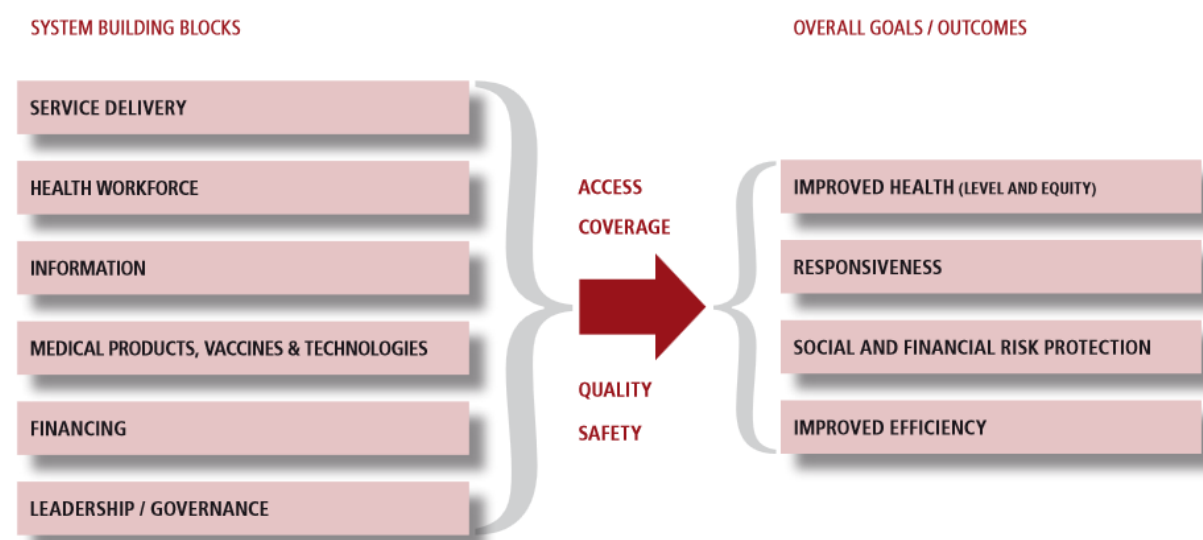 SYSTEM BUILDING BLOCKS
SERVICE DELIVERY
HEALTH WORKFORCE
INFORMATION
MEDICAL PRODUCTS, VACCINES & TECHNOLOGIES
FINANCING
LEADERSHIP / GOVERNANCE
ACCESS
COVERAGE
QUALITY
SAFETY
OVERALL GOALS / OUTCOMES
IMPROVED HEALTH (LEVEL AND EQUITY)
RESPONSIVENESS
SOCIAL AND FINANCIAL RISK PROTECTION
IMPROVED EFFICIENCY